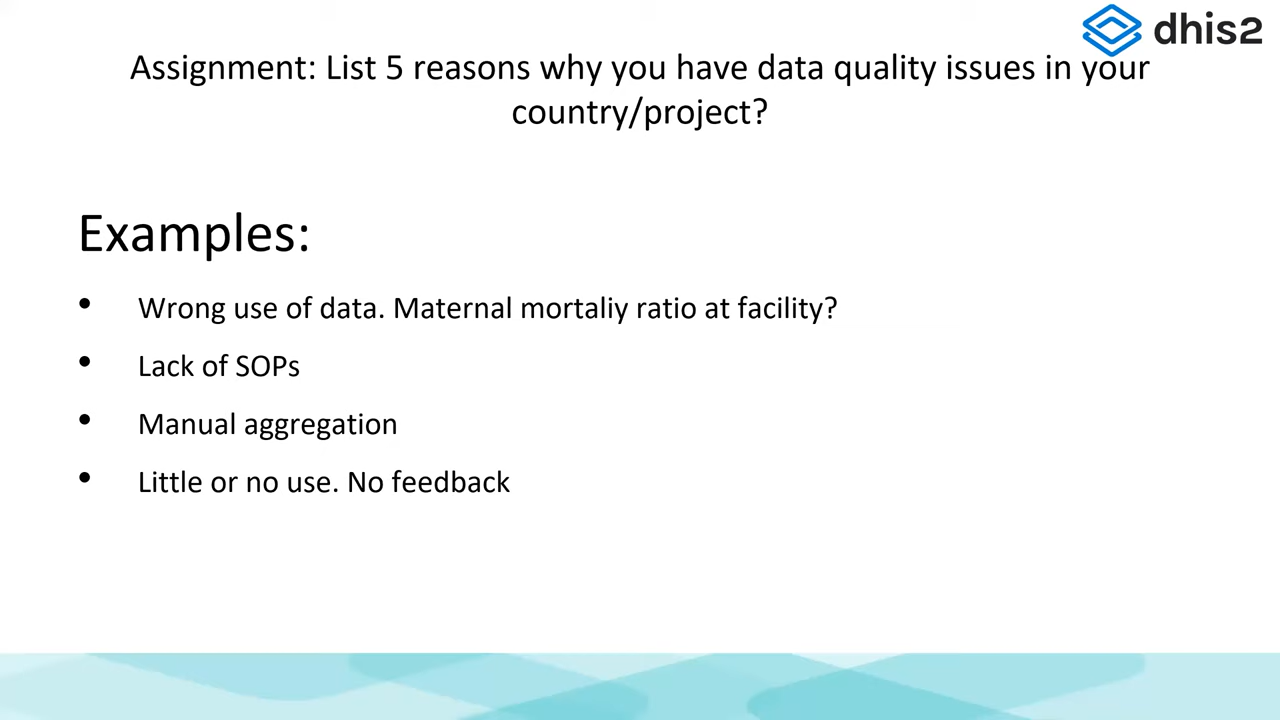 dhis2
Assignment: List 5 reasons why you have data quality issues in your
country/project?
Examples:
• Wrong use of data. Maternal mortaliy ratio at facility?
• Lack of SOPs
• Manual aggregation
• Little or no use. No feedback